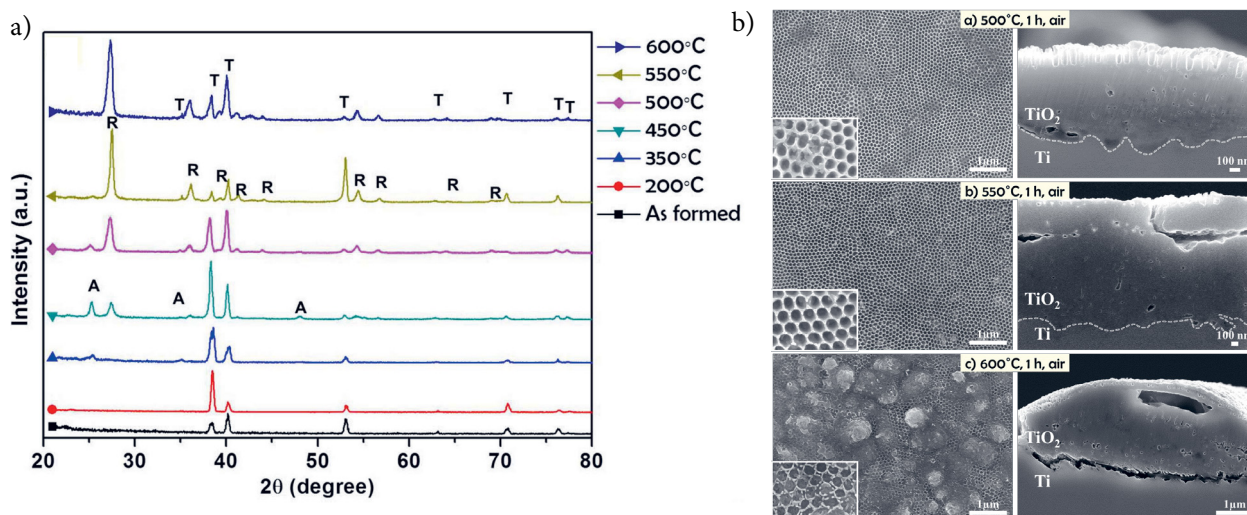 a)
Intensity (a.u.)
T T T T T T T T
R
R R R R R R R R
A A A
20 30 40 50 60 70 80
2θ (degree)
600°C
550°C
500°C
450°C
350°C
200°C
As formed
b)
a) 500°C, 1 h, air
1µm
TiO2
Ti
100 nm
b) 550°C, 1 h, air
1µm
TiO2
Ti
100 nm
c) 600°C, 1 h, air
1µm
TiO2
Ti
1µm